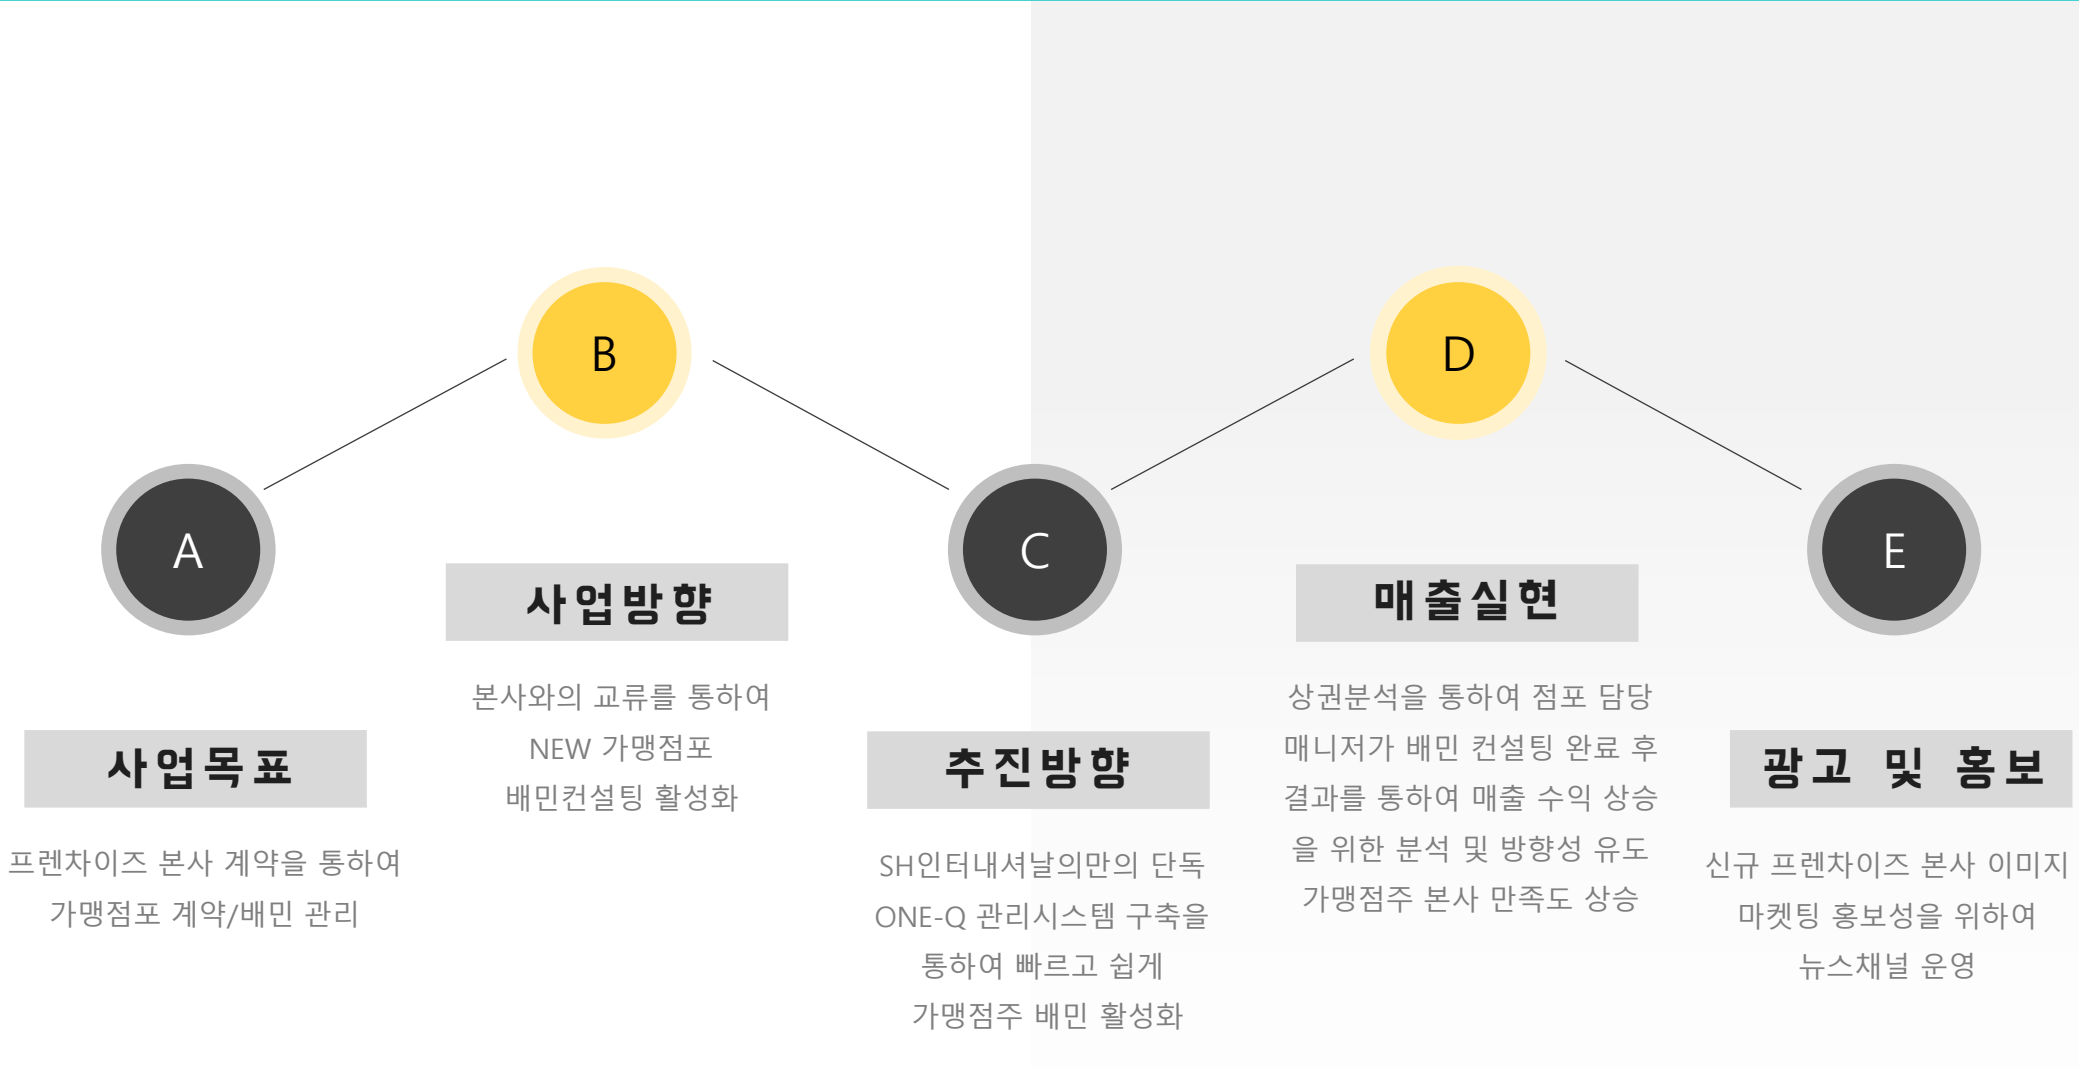 A
사업목표
프렌차이즈 본사 계약을 통하여
가맹점포 계약/배민 관리
B
사업방향
본사와의 교류를 통하여
NEW 가맹점포
배민컨설팅 활성화
C
추진방향
SH인터내셔날의만의 단독
ONE-Q 관리시스템 구축을
통하여 빠르고 쉽게
가맹점주 배민 활성화
D
매출실현
상권분석을 통하여 점포 담당
매니저가 배민 컨설팅 완료 후
결과를 통하여 매출 수익 상승
을 위한 분석 및 방향성 유도
가맹점주 본사 만족도 상승
E
광고 및 홍보
신규 프렌차이즈 본사 이미지
마켓팅 홍보성을 위하여
뉴스채널 운영